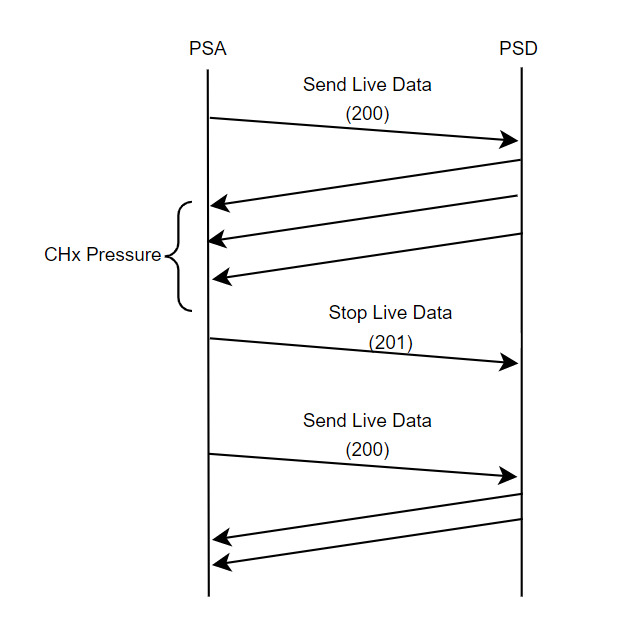 PSA
PSD
Send Live Data
(200)
CHx Pressure
Stop Live Data
(201)
Send Live Data
(200)